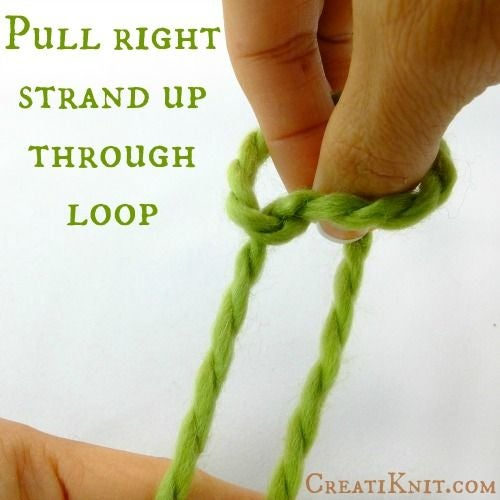 Pull right
strand up
through
loop
CreatiKnit.com